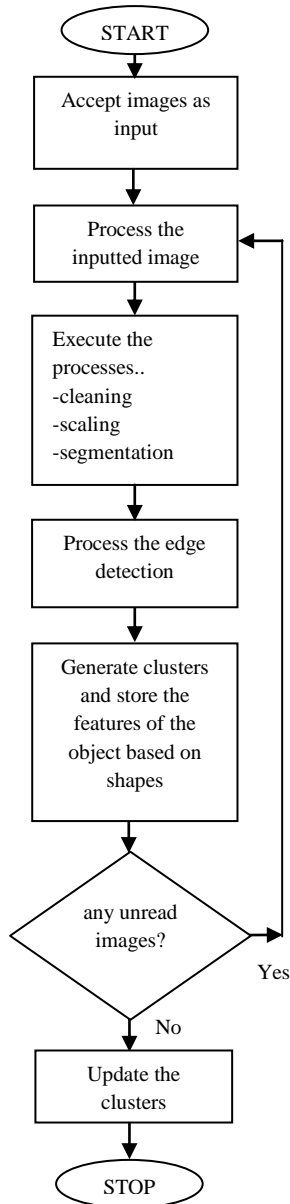 START
Accept images as
input
Process the
inputted image
Execute the
processes..
-cleaning
-scaling
-segmentation
Process the edge
detection
Generate clusters
and store the
features of the
object based on
shapes
any unread
images?
Yes
No
Update the
clusters
STOP